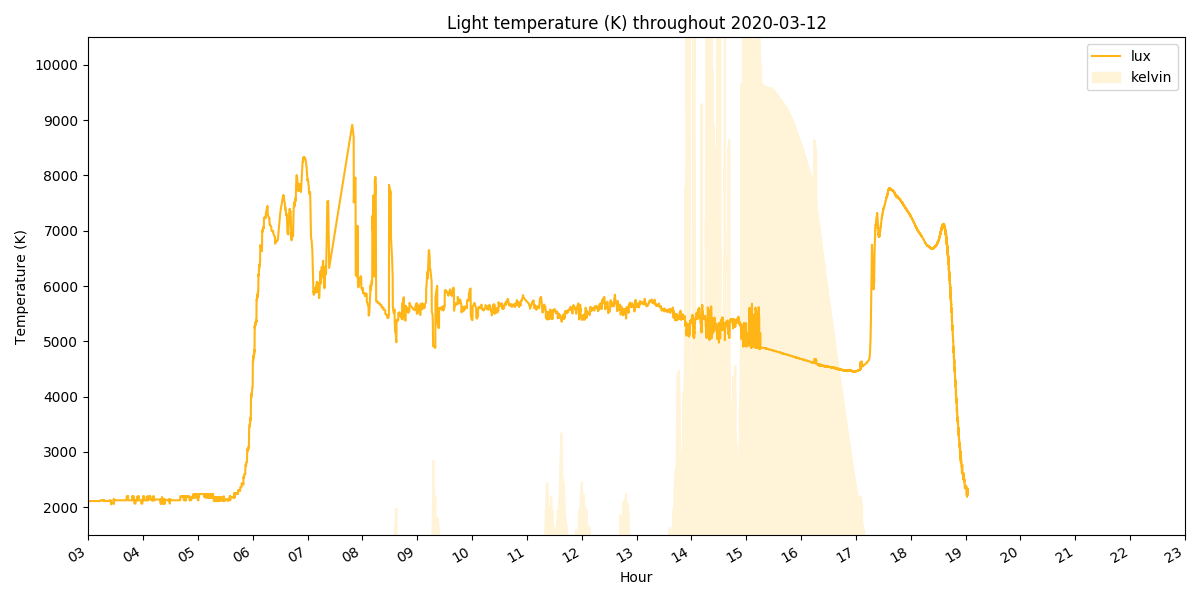 Light temperature (K) throughout 2020-03-12
lux
kelvin
Temperature (K)
10000
9000
8000
7000
6000
5000
4000
3000
2000
03 04 05 06 07 08 09 10 11 12 13 14 15 16 17 18 19 20 21 22 23
Hour